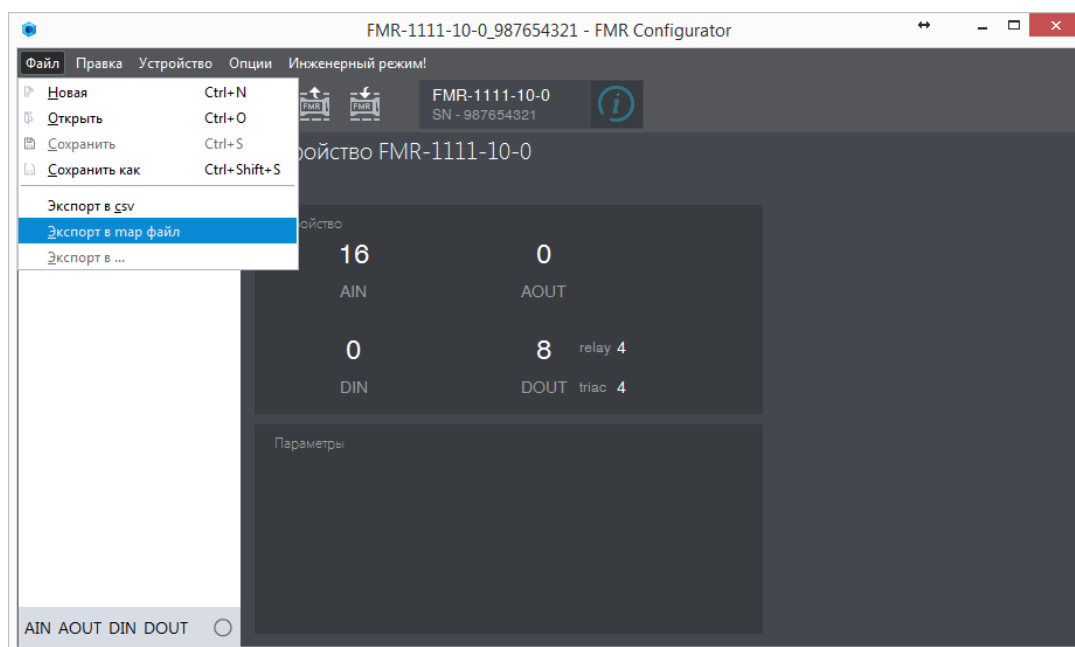 FMR-1111-10-0_987654321 - FMR Configurator
Файл Правка Устройство Опции Инженерный режим!
Новая Ctrl+N
Открыть Ctrl+O
Сохранить Ctrl+S
Сохранить как Ctrl+Shift+S
Экспорт в csv
Экспорт в map файл
Экспорт в ...
FMR
FMR
FMR-1111-10-0
SN - 987654321
i
ройство FMR-1111-10-0
ройство
16 0
AIN AOUT
0 8 relay 4
DIN DOUT triac 4
Параметры
AIN AOUT DIN DOUT